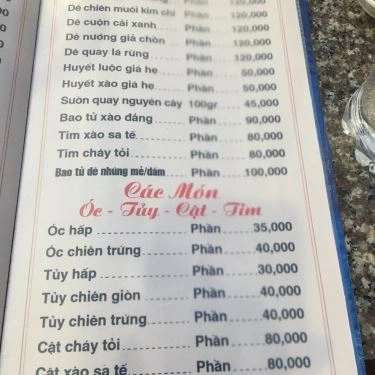 Dê chiên muối kim chi Phần 120,000
Dê cuộn cải xanh Phần 120,000
Dê nướng giả chồn Phần 120,000
Dê quay lá rừng Phần 120,000
Huyết luộc giá hẹ Phần 50,000
Huyết xào giá hẹ Phần 50,000
Sườn quay nguyên cây 100gr 45,000
Bao tử xào dáng Phần 90,000
Tim xào sa tế Phần 80,000
Tim cháy tỏi Phần 80,000
Bao tử dê nhúng mẻ/dấm Phần 100,000
Các Món
Óc - Tủy - Cật - Tim
Óc hấp Phần 35,000
Óc chiên trứng Phần 40,000
Tủy hấp Phần 30,000
Tủy chiên giòn Phần 40,000
Tủy chiên trứng Phần 40,000
Cật cháy tỏi Phần 80,000
Cật xào sa tế Phần 80,000